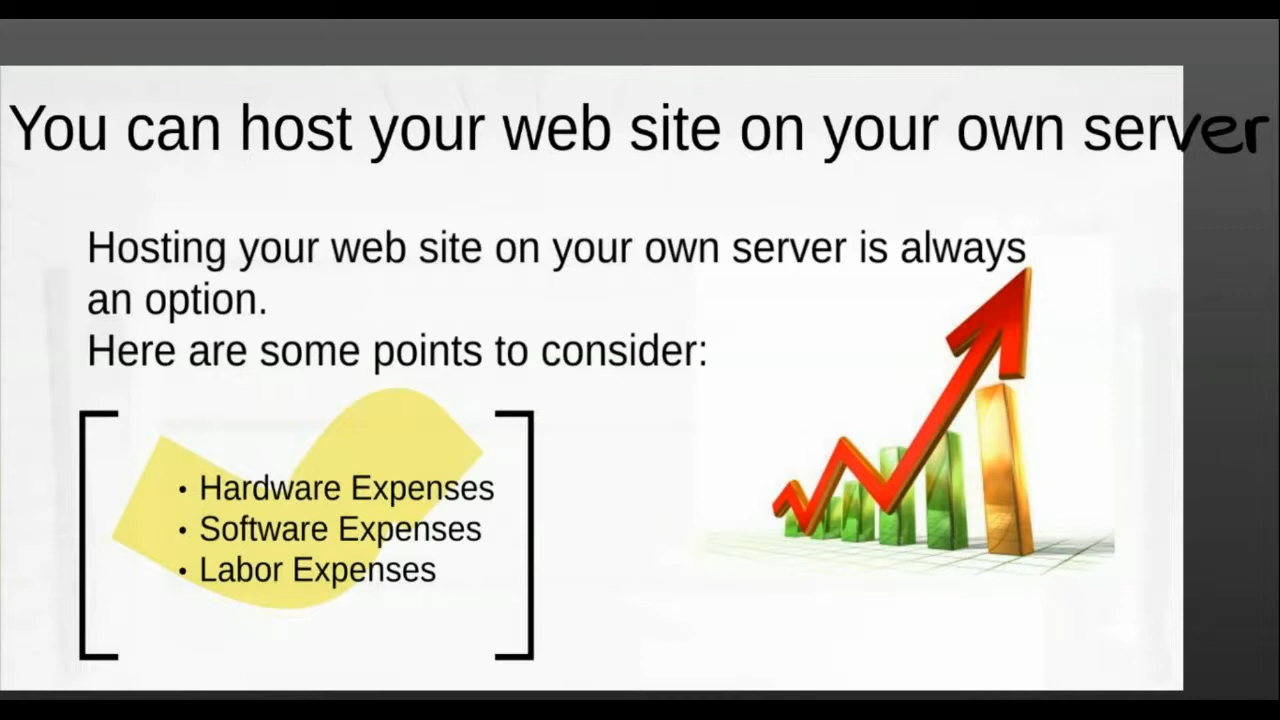 You can host your web site on your own server
Hosting your web site on your own server is always
an option.
Here are some points to consider:
• Hardware Expenses
• Software Expenses
• Labor Expenses